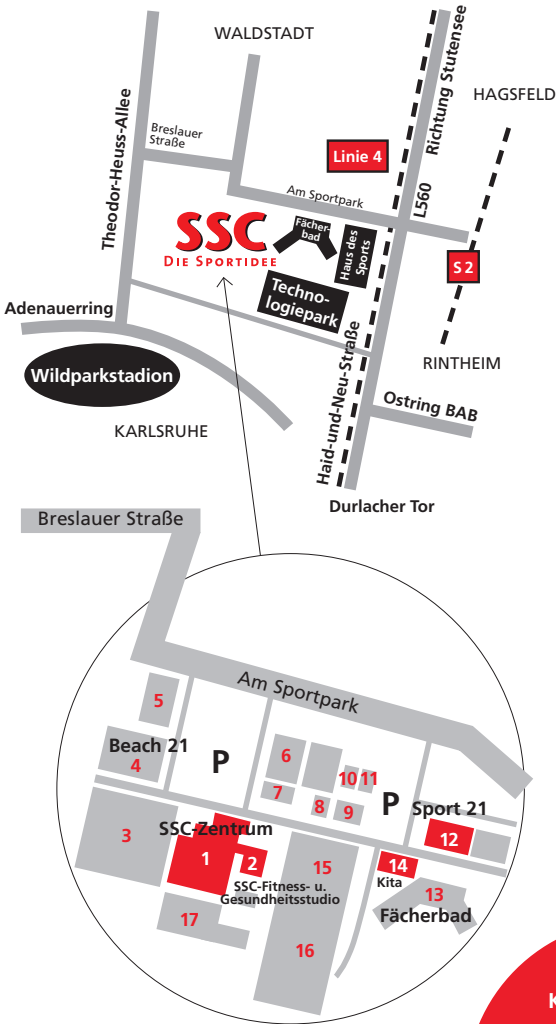 WALDSTADT
Richtung Stutensee
HAGSFELD
Theodor-Heuss-Allee
Breslauer
Straße
Linie 4
Am Sportpark
L560
SSC
DIE SPORTIDEE
Fächer-
bad
Haus des
Sports
S 2
Techno-
logiepark
Adenauerring
Wildparkstadion
Haid-und-Neu-Straße
RINTHEIM
Ostring BAB
KARLSRUHE
Durlacher Tor
Breslauer Straße
Am Sportpark
5
Beach 21
4
P
6
7
10
11
8
9
P
Sport 21
12
3
SSC-Zentrum
1
2
SSC-Fitness- u.
Gesundheitsstudio
15
14
Kita
13
Fächerbad
17
16
K